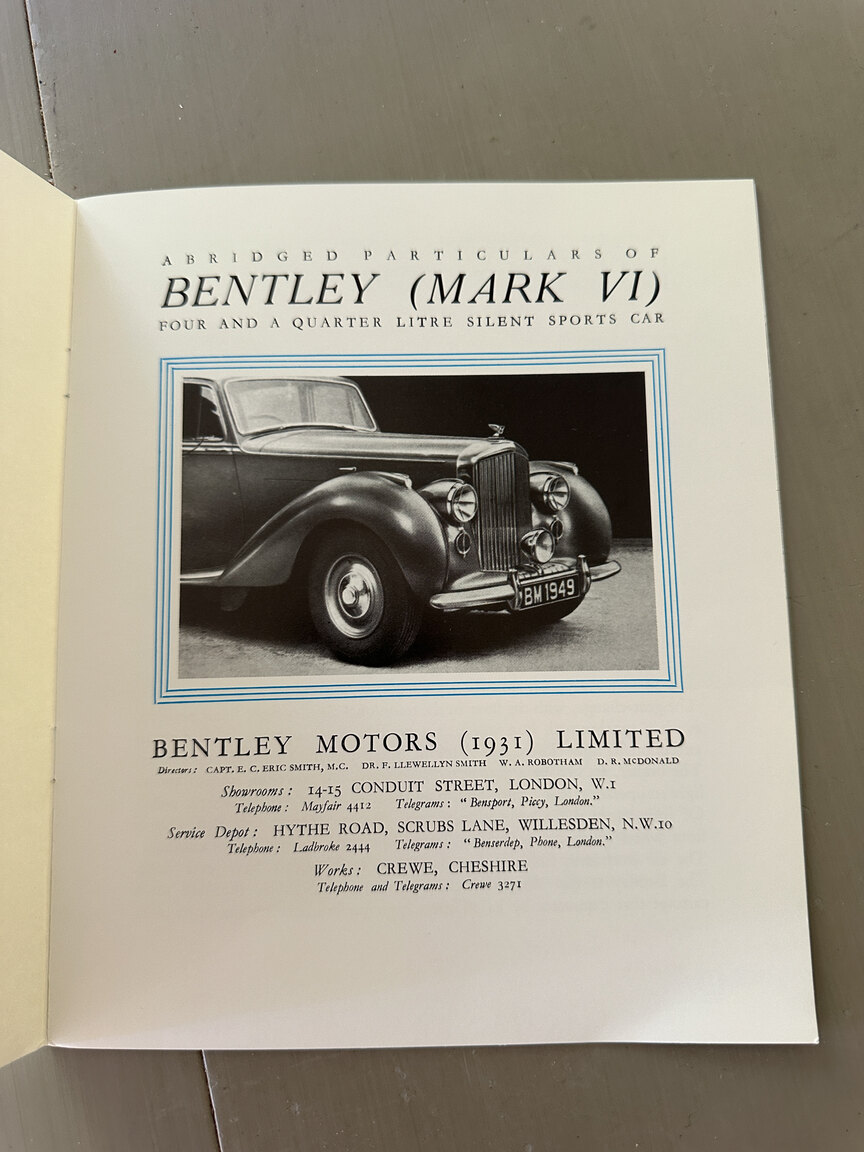 ABRIDGED PARTICULARS OF
BENTLEY (MARK VI)
FOUR AND A QUARTER LITRE SILENT SPORTS CAR
BM 1949
BENTLEY MOTORS (1931) LIMITED
Directors: CAPT. E. C. ERIC SMITH, M.C. DR. F. LLEWELLYN SMITH W. A. ROBOTHAM D. R. McDONALD
Showrooms: 14-15 CONDUIT STREET, LONDON, W.1
Telephone: Mayfair 4412 Telegrams: "Bensport, Piccy, London."
Service Depot: HYTHE ROAD, SCRUBS LANE, WILLESDEN, N.W.10
Telephone: Ladbroke 2444 Telegrams: "Benserdep, Phone, London."
Works: CREWE, CHESHIRE
Telephone and Telegrams: Crewe 3271